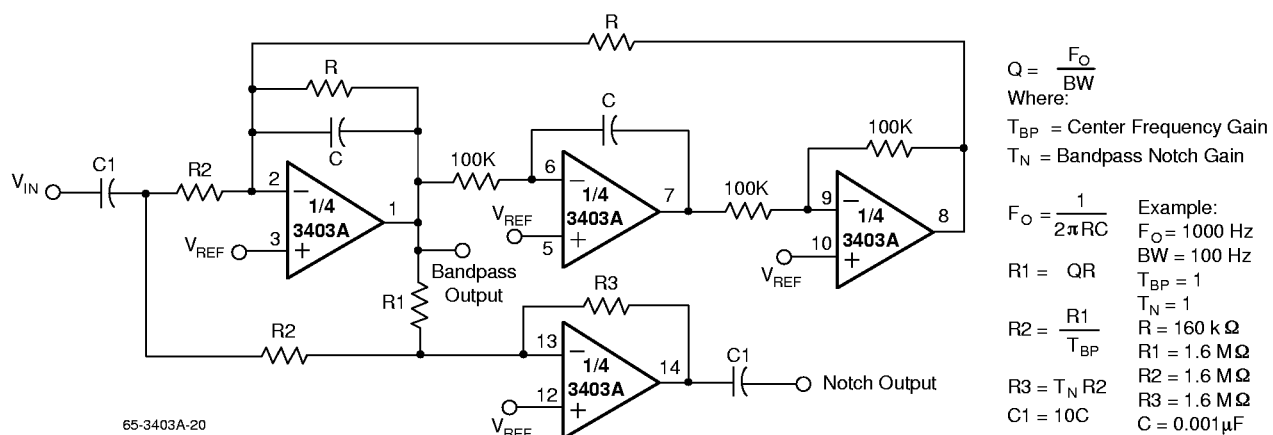 R
R
C
C
100K
C1
R2
100K
100K
V_IN
2
–
1/4
3403A
1
3
+
V_REF
6
–
1/4
3403A
7
5
+
V_REF
9
–
1/4
3403A
8
10
+
V_REF
Bandpass
Output
R1
R3
R2
13
–
1/4
3403A
14
12
+
V_REF
C1
Notch Output
65-3403A-20
Q = F_O / BW
Where:
T_BP = Center Frequency Gain
T_N = Bandpass Notch Gain
F_O = 1 / 2πRC
R1 = QR
R2 = R1 / T_BP
R3 = T_N R2
C1 = 10C
Example:
F_O = 1000 Hz
BW = 100 Hz
T_BP = 1
T_N = 1
R = 160 k Ω
R1 = 1.6 MΩ
R2 = 1.6 MΩ
R3 = 1.6 MΩ
C = 0.001µF